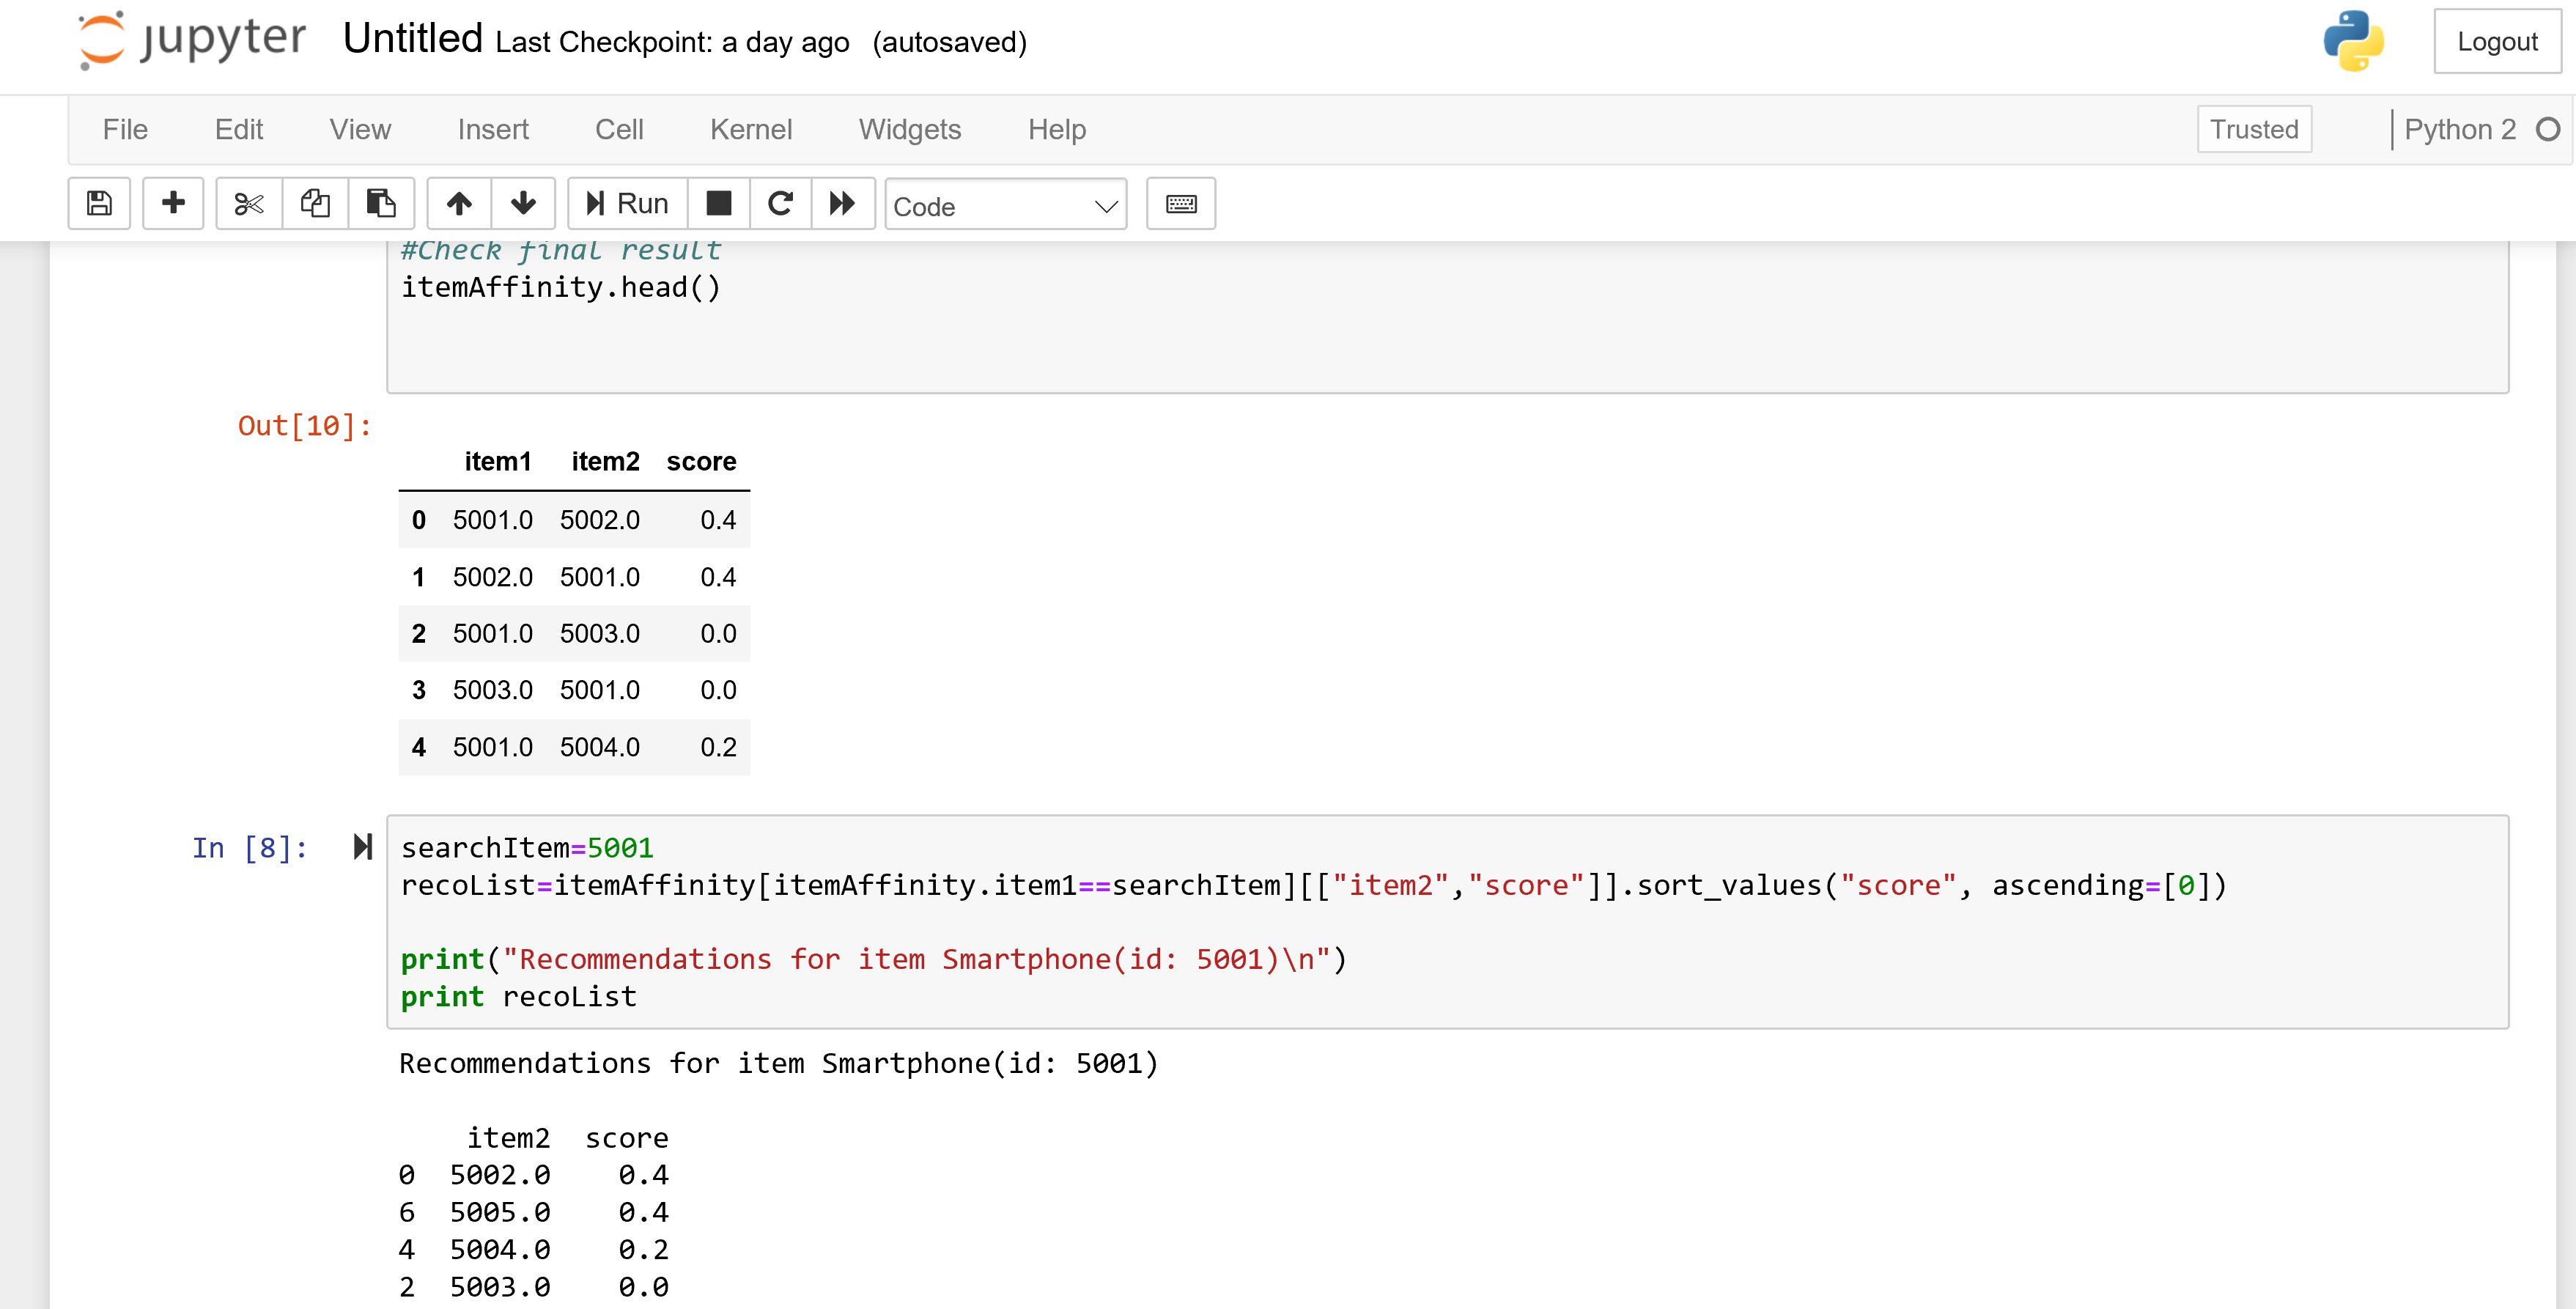 jupyter Untitled Last Checkpoint: a day ago (autosaved) Logout
File Edit View Insert Cell Kernel Widgets Help Trusted Python 2
Run Code
#Check final result
itemAffinity.head()
Out[10]:
item1 item2 score
0 5001.0 5002.0 0.4
1 5002.0 5001.0 0.4
2 5001.0 5003.0 0.0
3 5003.0 5001.0 0.0
4 5001.0 5004.0 0.2
In [8]: searchItem=5001
recoList=itemAffinity[itemAffinity.item1==searchItem][["item2","score"]].sort_values("score", ascending=[0])
print("Recommendations for item Smartphone(id: 5001)\n")
print recoList
Recommendations for item Smartphone(id: 5001)
item2 score
0 5002.0 0.4
6 5005.0 0.4
4 5004.0 0.2
2 5003.0 0.0